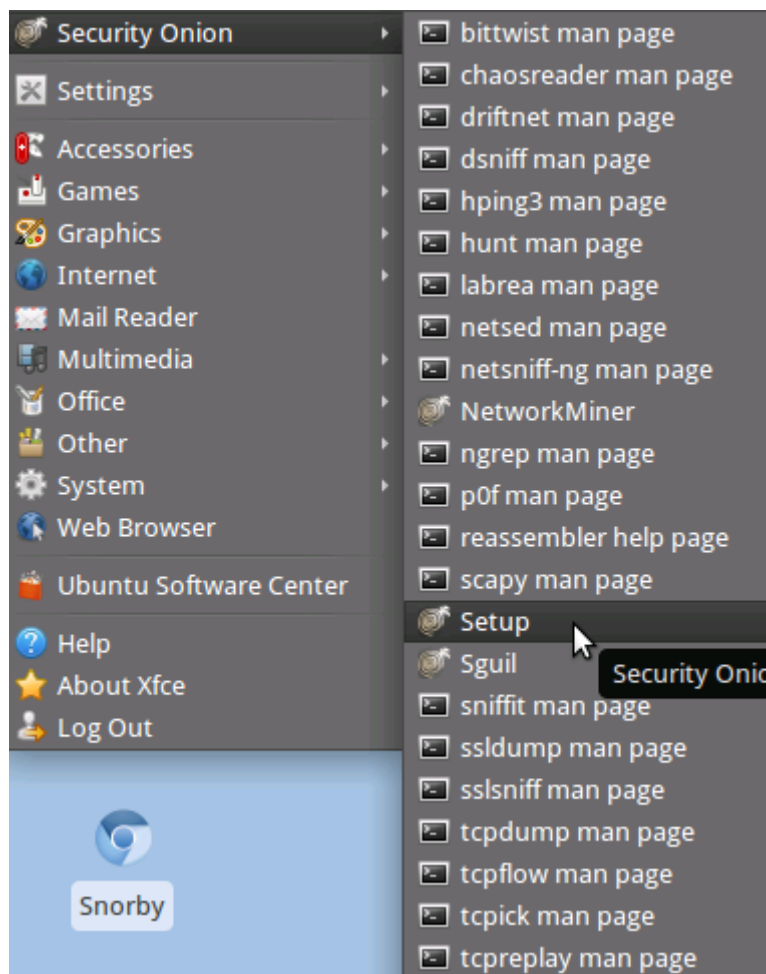 Security Onion
Settings
Accessories
Games
Graphics
Internet
Mail Reader
Multimedia
Office
Other
System
Web Browser
Ubuntu Software Center
Help
About Xfce
Log Out
bittwist man page
chaosreader man page
driftnet man page
dsniff man page
hping3 man page
hunt man page
labrea man page
netsed man page
netsniff-ng man page
NetworkMiner
ngrep man page
p0f man page
reassembler help page
scapy man page
Setup
Sguil
Security
sniffit man page
ssldump man page
sslsniff man page
tcpdump man page
tcpflow man page
tcpick man page
tcpreplay man page
Snorby